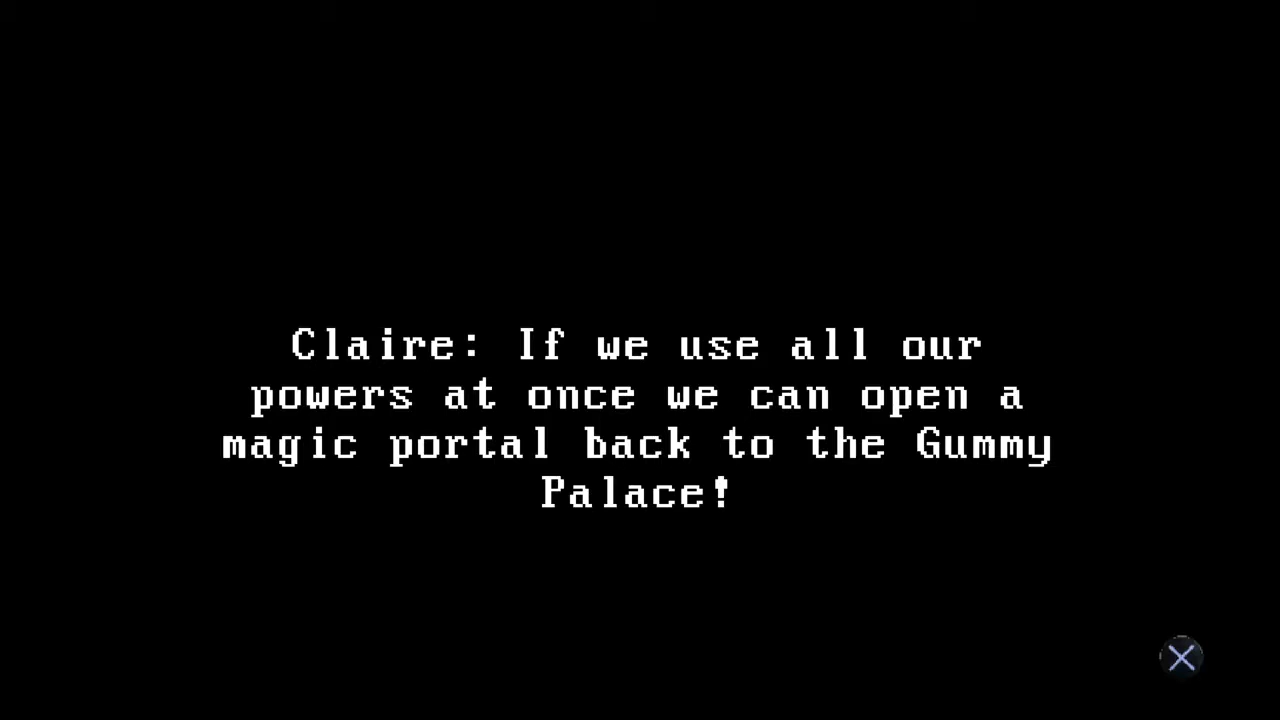 Claire: If we use all our
powers at once we can open a
magic portal back to the Gummy
Palace!